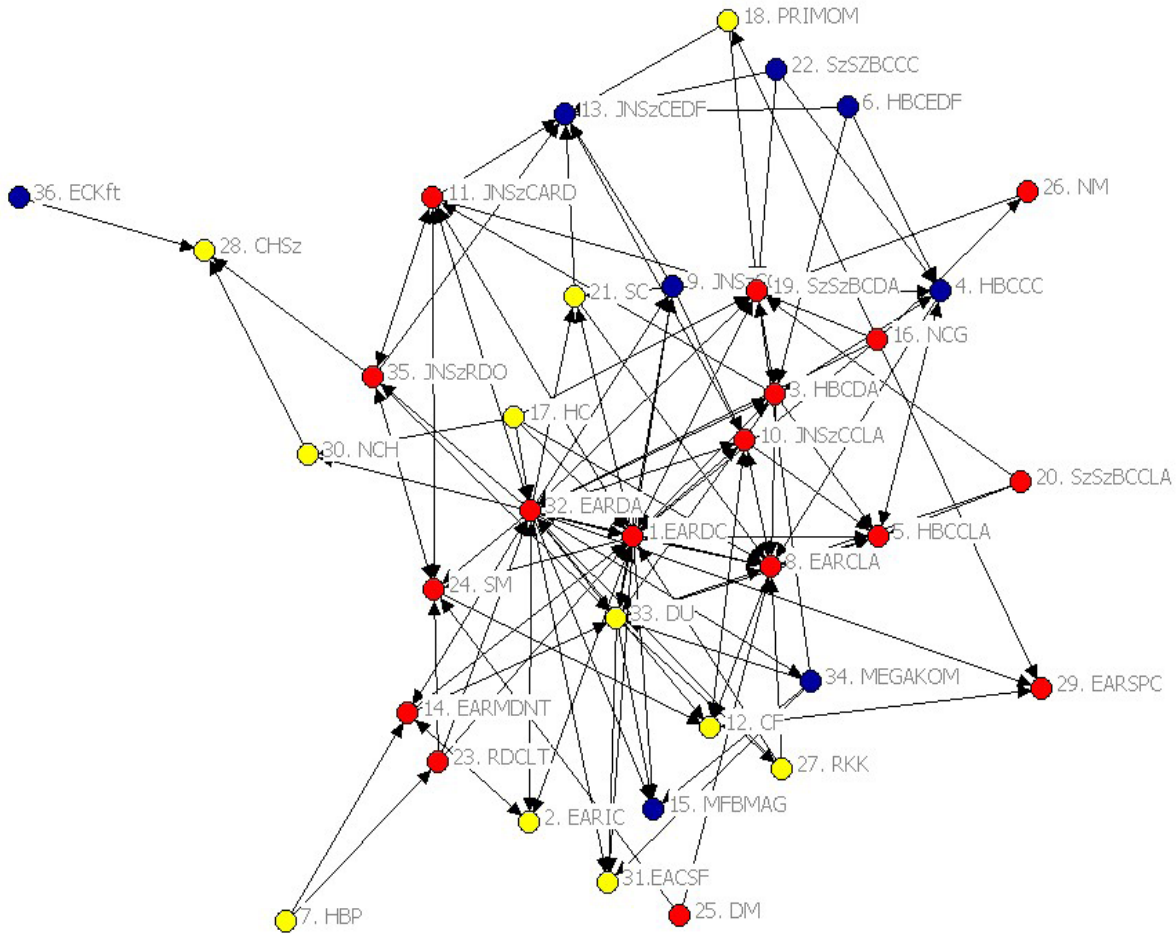 18. PRIMOM
22. SzSZBCCC
6. HBCEDF
13. JNSzCEDF
26. NM
36. ECKft
11. JNSzCARD
28. CHSz
9. JNSzC
19. SzSzBCDA
4. HBCCC
21. SC
16. NCG
35. JNSzRDO
3. HBCDA
17. HC
10. JNSzCCLA
30. NCH
20. SzSzBCCLA
32. EARDA
1.EARDC
5. HBCCLA
8. EARCLA
24. SM
33. DU
34. MEGAKOM
29. EARSPC
14. EARMDNT
12. CF
23. RDCLT
27. RKK
15. MFBMAG
2. EARIC
31.EACSF
7. HBP
25. DM